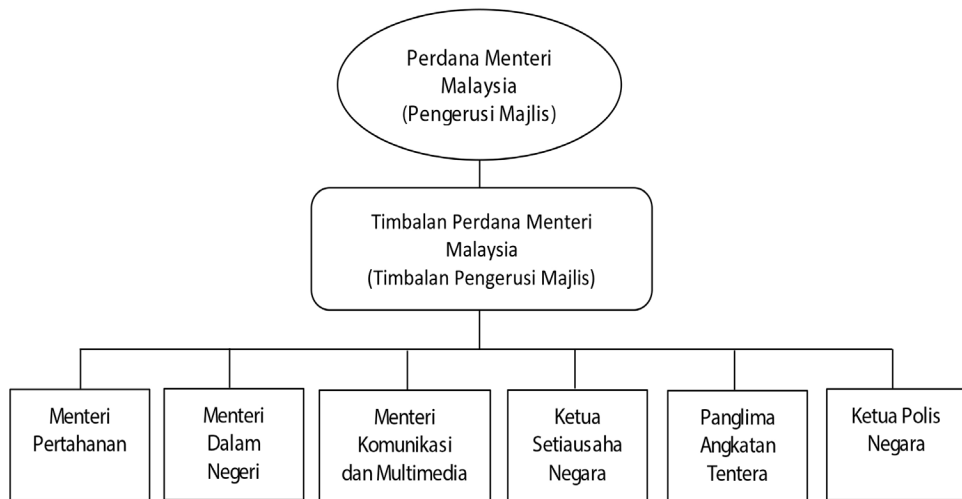 Perdana Menteri
Malaysia
(Pengerusi Majlis)
Timbalan Perdana Menteri
Malaysia
(Timbalan Pengerusi Majlis)
Menteri
Pertahanan
Menteri
Dalam
Negeri
Menteri
Komunikasi
dan Multimedia
Ketua
Setiausaha
Negara
Panglima
Angkatan
Tentera
Ketua Polis
Negara